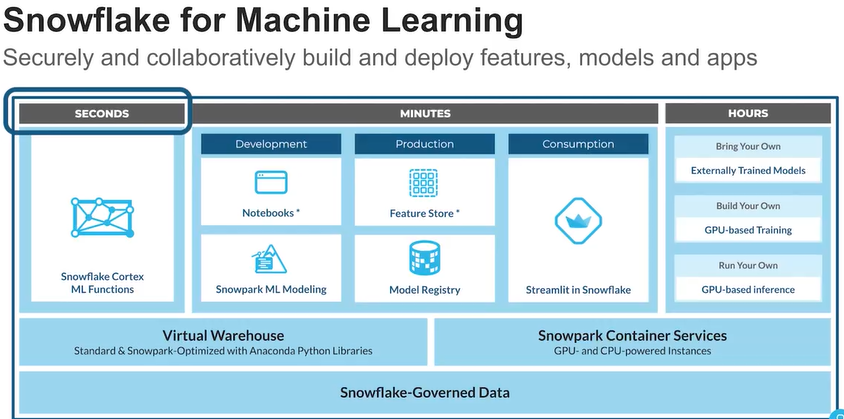 Snowflake for Machine Learning
Securely and collaboratively build and deploy features, models and apps
SECONDS
MINUTES
HOURS
Snowflake Cortex
ML Functions
Development
Notebooks *
Snowpark ML Modeling
Production
Feature Store *
Model Registry
Consumption
Streamlit in Snowflake
Bring Your Own
Externally Trained Models
Build Your Own
GPU-based Training
Run Your Own
GPU-based inference
Virtual Warehouse
Standard & Snowpark-Optimized with Anaconda Python Libraries
Snowpark Container Services
GPU- and CPU-powered Instances
Snowflake-Governed Data